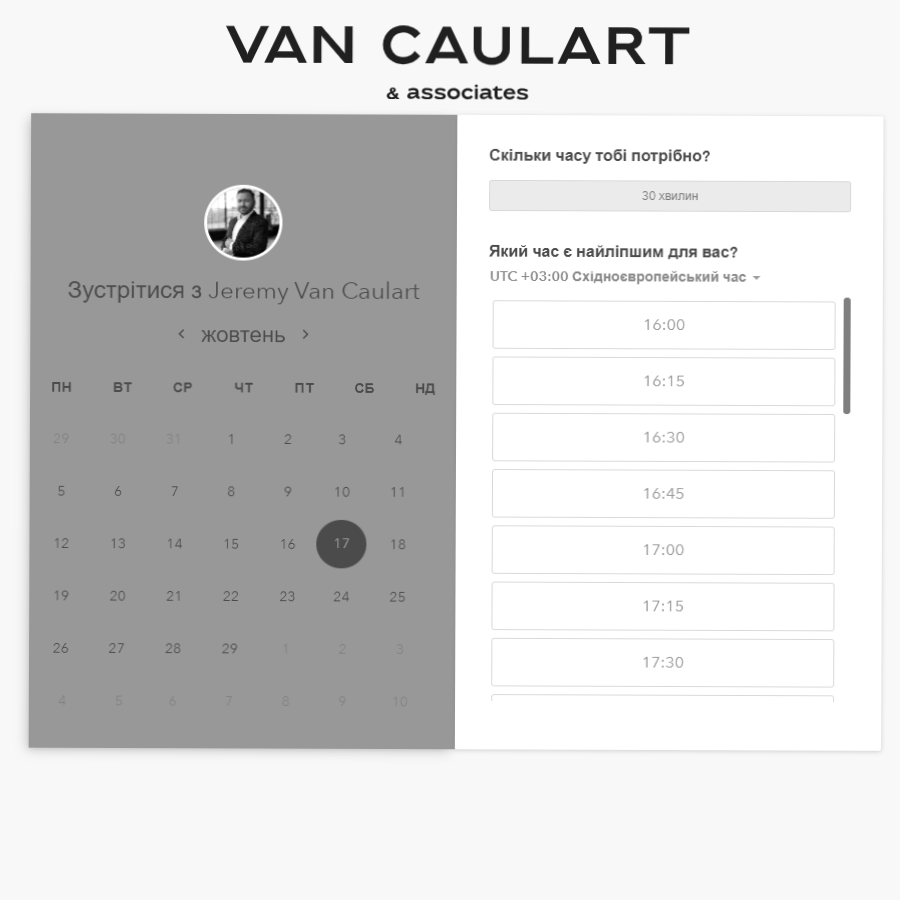 VAN CAULART
& associates
Зустрітися з Jeremy Van Caulart
жовтень
ПН ВТ СР ЧТ ПТ СБ НД
29 30 31 1 2 3 4
5 6 7 8 9 10 11
12 13 14 15 16 17 18
19 20 21 22 23 24 25
26 27 28 29 1 2 3
4 5 6 7 8 9 10
Скільки часу тобі потрібно?
30 хвилин
Який час є найліпшим для вас?
UTC +03:00 Східноєвропейський час
16:00
16:15
16:30
16:45
17:00
17:15
17:30